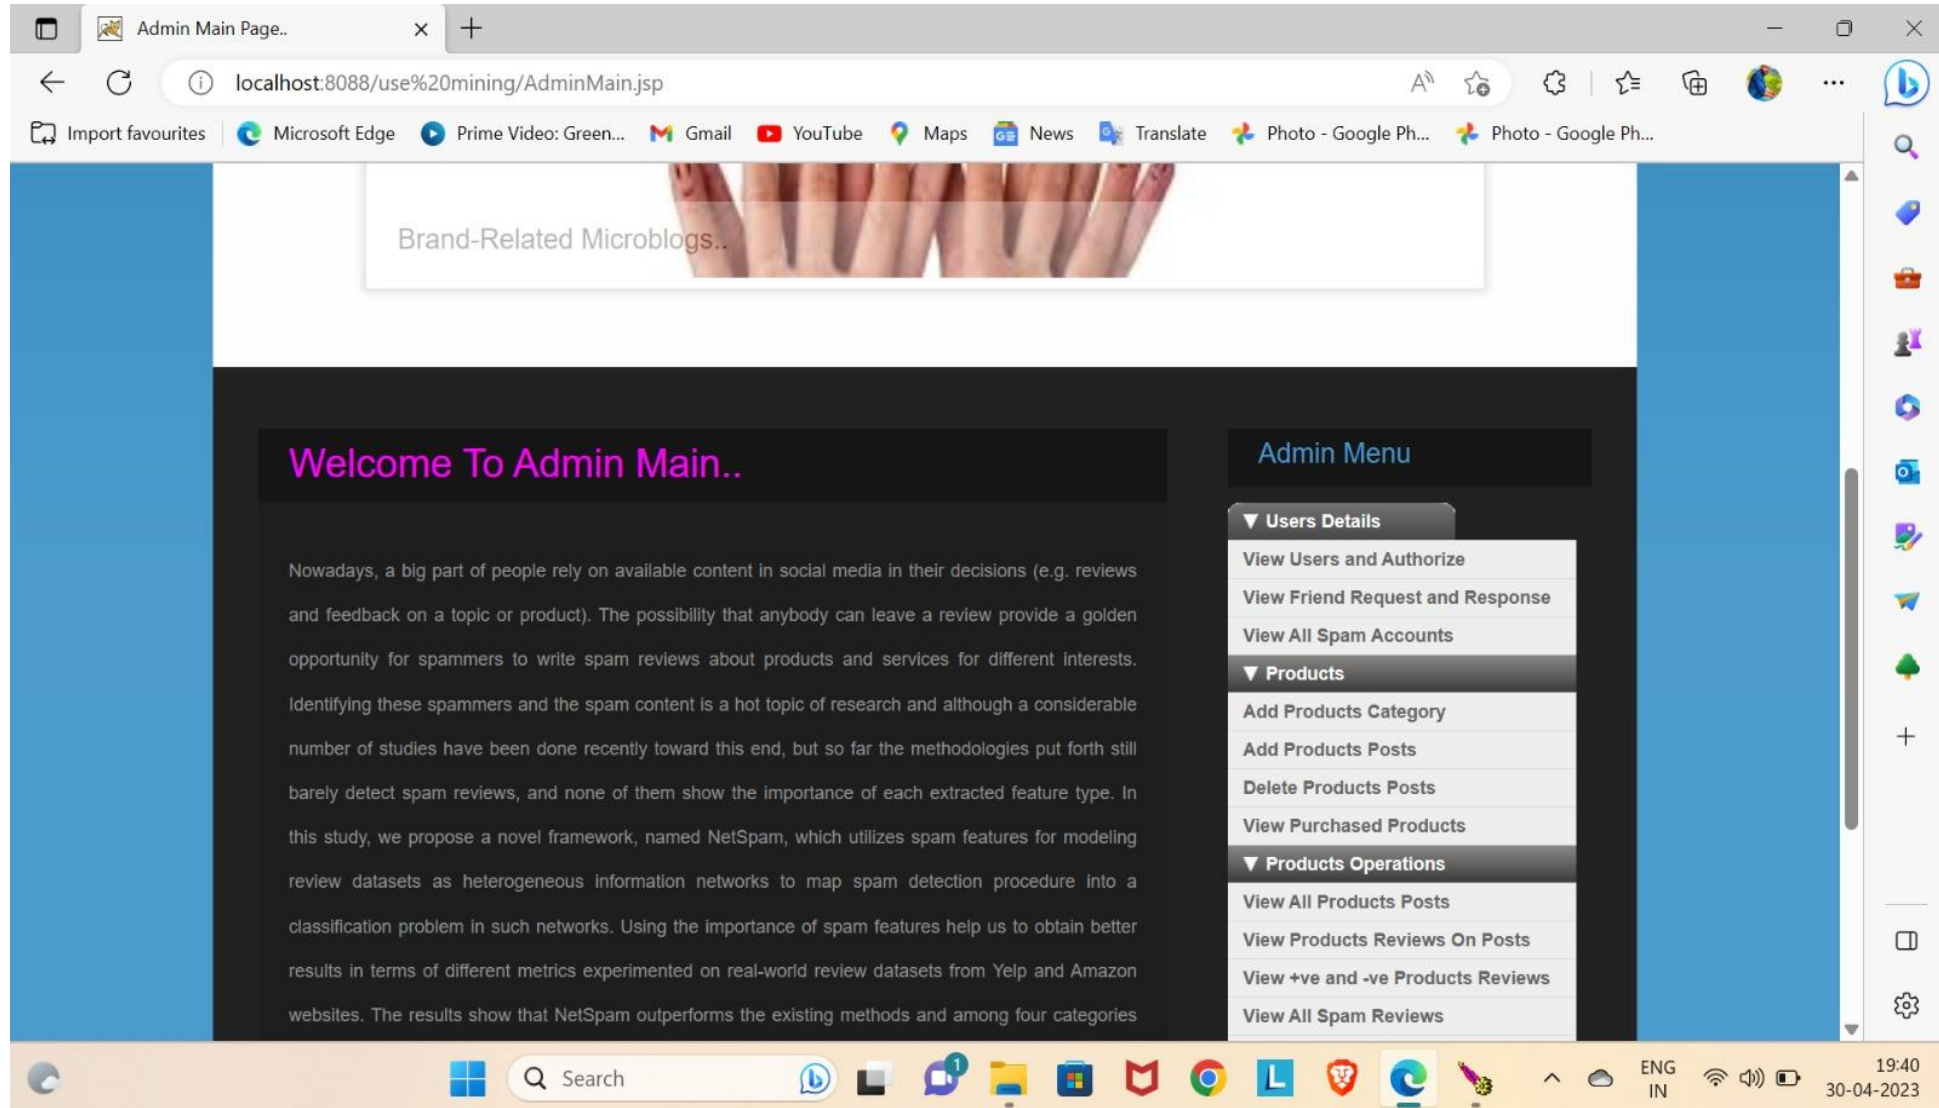 Admin Main Page..
localhost:8088/use%20mining/AdminMain.jsp
Import favourites
Microsoft Edge
Prime Video: Green...
Gmail
YouTube
Maps
News
Translate
Photo - Google Ph...
Photo - Google Ph...
Brand-Related Microblogs..
Welcome To Admin Main..
Nowadays, a big part of people rely on available content in social media in their decisions (e.g. reviews
and feedback on a topic or product). The possibility that anybody can leave a review provide a golden
opportunity for spammers to write spam reviews about products and services for different interests.
Identifying these spammers and the spam content is a hot topic of research and although a considerable
number of studies have been done recently toward this end, but so far the methodologies put forth still
barely detect spam reviews, and none of them show the importance of each extracted feature type. In
this study, we propose a novel framework, named NetSpam, which utilizes spam features for modeling
review datasets as heterogeneous information networks to map spam detection procedure into a
classification problem in such networks. Using the importance of spam features help us to obtain better
results in terms of different metrics experimented on real-world review datasets from Yelp and Amazon
websites. The results show that NetSpam outperforms the existing methods and among four categories
Admin Menu
▼ Users Details
View Users and Authorize
View Friend Request and Response
View All Spam Accounts
▼ Products
Add Products Category
Add Products Posts
Delete Products Posts
View Purchased Products
▼ Products Operations
View All Products Posts
View Products Reviews On Posts
View +ve and -ve Products Reviews
View All Spam Reviews
Search
1
L
ENG
IN
19:40
30-04-2023